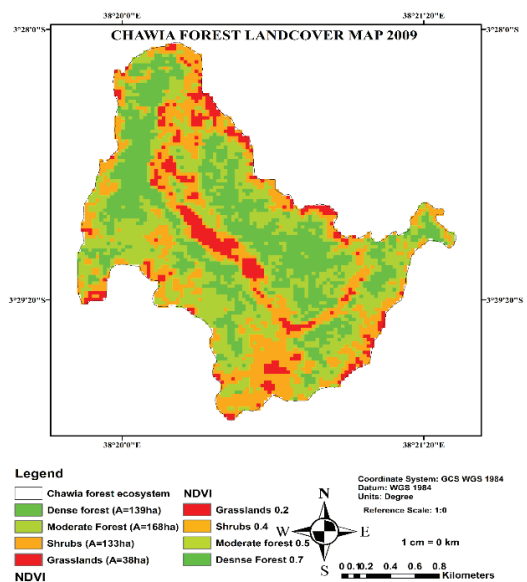 38°20'0"E 38°21'20"E
3°28'0"S 3°28'0"S
CHAWIA FOREST LANDCOVER MAP 2009
3°29'20"S 3°29'20"S
38°20'0"E 38°21'20"E
Legend
Chawia forest ecosystem
Dense forest (A=139ha)
Moderate Forest (A=168ha)
Shrubs (A=133ha)
Grasslands (A=38ha)
NDVI
NDVI
Grasslands 0.2
Shrubs 0.4
Moderate forest 0.5
Desnse Forest 0.7
N
W E
S
Coordinate System: GCS WGS 1984
Datum: WGS 1984
Units: Degree
Reference Scale: 1:0
1 cm = 0 km
0 0.10.2 0.4 0.6 0.8
Kilometers